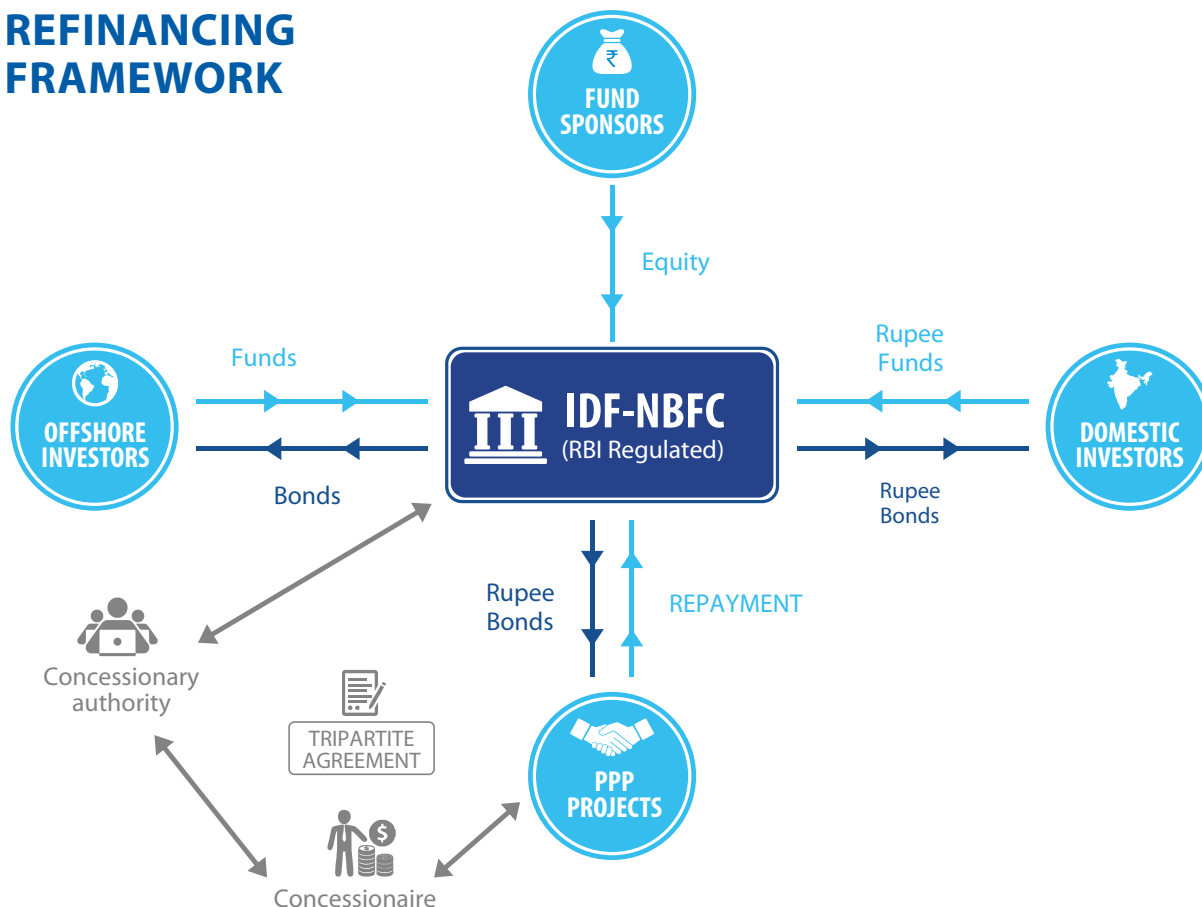 REFINANCING
FRAMEWORK
₹
FUND
SPONSORS
Equity
Funds
Rupee
Funds
OFFSHORE
INVESTORS
IDF-NBFC
(RBI Regulated)
DOMESTIC
INVESTORS
Bonds
Rupee
Bonds
Rupee
Bonds
REPAYMENT
Concessionary
authority
TRIPARTITE
AGREEMENT
PPP
PROJECTS
$
Concessionaire